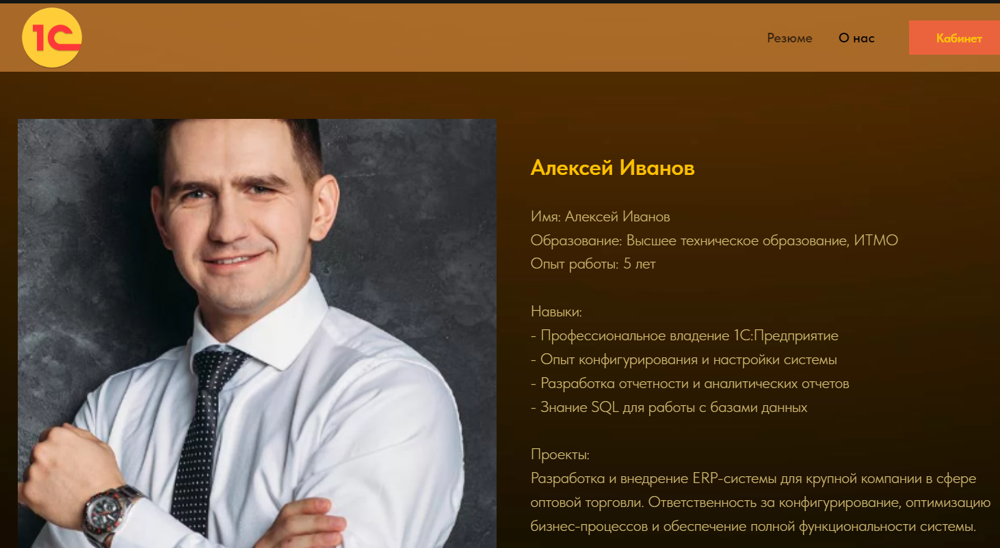 1С
Резюме
О нас
Кабинет
Алексей Иванов
Имя: Алексей Иванов
Образование: Высшее техническое образование, ИТМО
Опыт работы: 5 лет
Навыки:
- Профессиональное владение 1С:Предприятие
- Опыт конфигурирования и настройки системы
- Разработка отчетности и аналитических отчетов
- Знание SQL для работы с базами данных
Проекты:
Разработка и внедрение ERP-системы для крупной компании в сфере
оптовой торговли. Ответственность за конфигурирование, оптимизацию
бизнес-процессов и обеспечение полной функциональности системы.